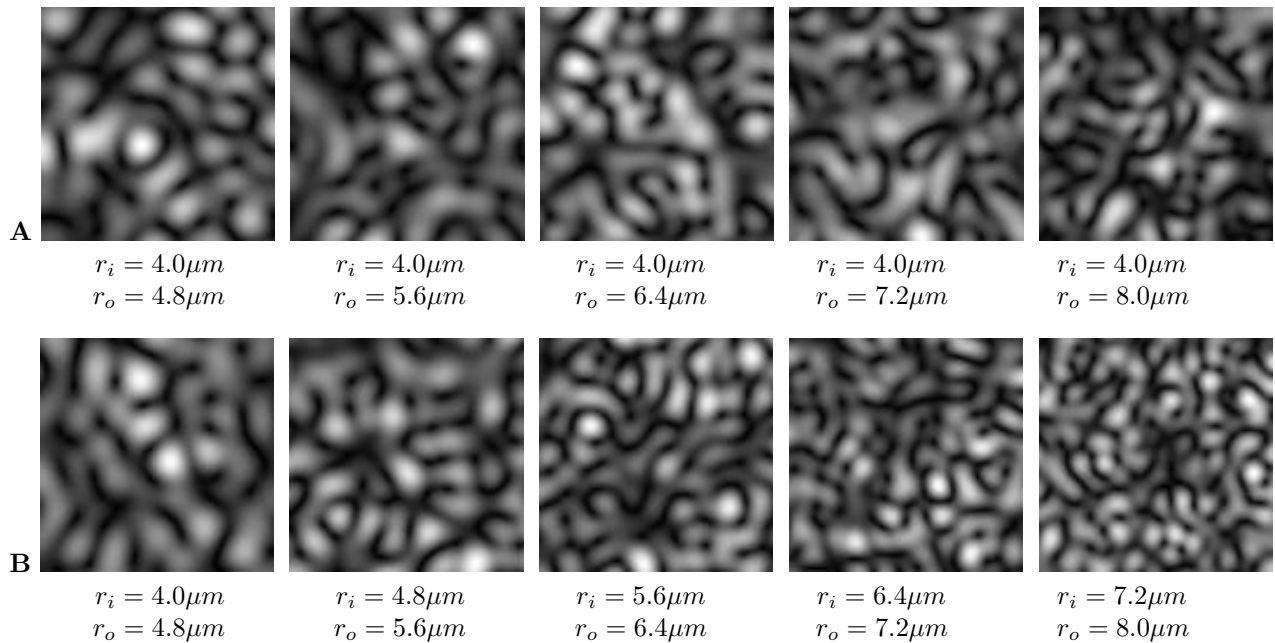 A
r_i = 4.0μm r_i = 4.0μm r_i = 4.0μm r_i = 4.0μm r_i = 4.0μm
r_o = 4.8μm r_o = 5.6μm r_o = 6.4μm r_o = 7.2μm r_o = 8.0μm
B
r_i = 4.0μm r_i = 4.8μm r_i = 5.6μm r_i = 6.4μm r_i = 7.2μm
r_o = 4.8μm r_o = 5.6μm r_o = 6.4μm r_o = 7.2μm r_o = 8.0μm